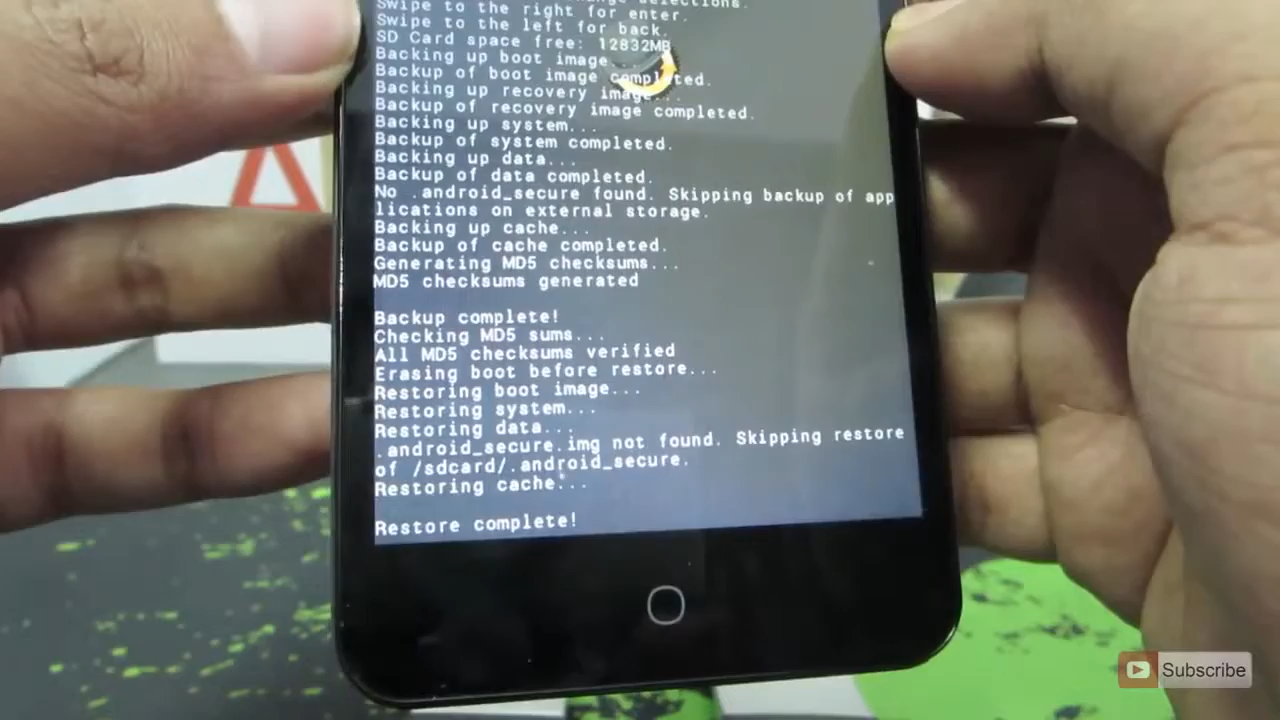 change selections.
Swipe to the right for enter.
Swipe to the left for back.
SD Card space free: 12832MB
Backing up boot image...
Backup of boot image completed.
Backing up recovery image...
Backup of recovery image completed.
Backing up system...
Backup of system completed.
Backing up data...
Backup of data completed.
No .android_secure found. Skipping backup of app
lications on external storage.
Backing up cache...
Backup of cache completed.
Generating MD5 checksums...
MD5 checksums generated
Backup complete!
Checking MD5 sums...
All MD5 checksums verified
Erasing boot before restore...
Restoring boot image...
Restoring system...
Restoring data...
.android_secure.img not found. Skipping restore
of /sdcard/.android_secure.
Restoring cache...
Restore complete!
Subscribe